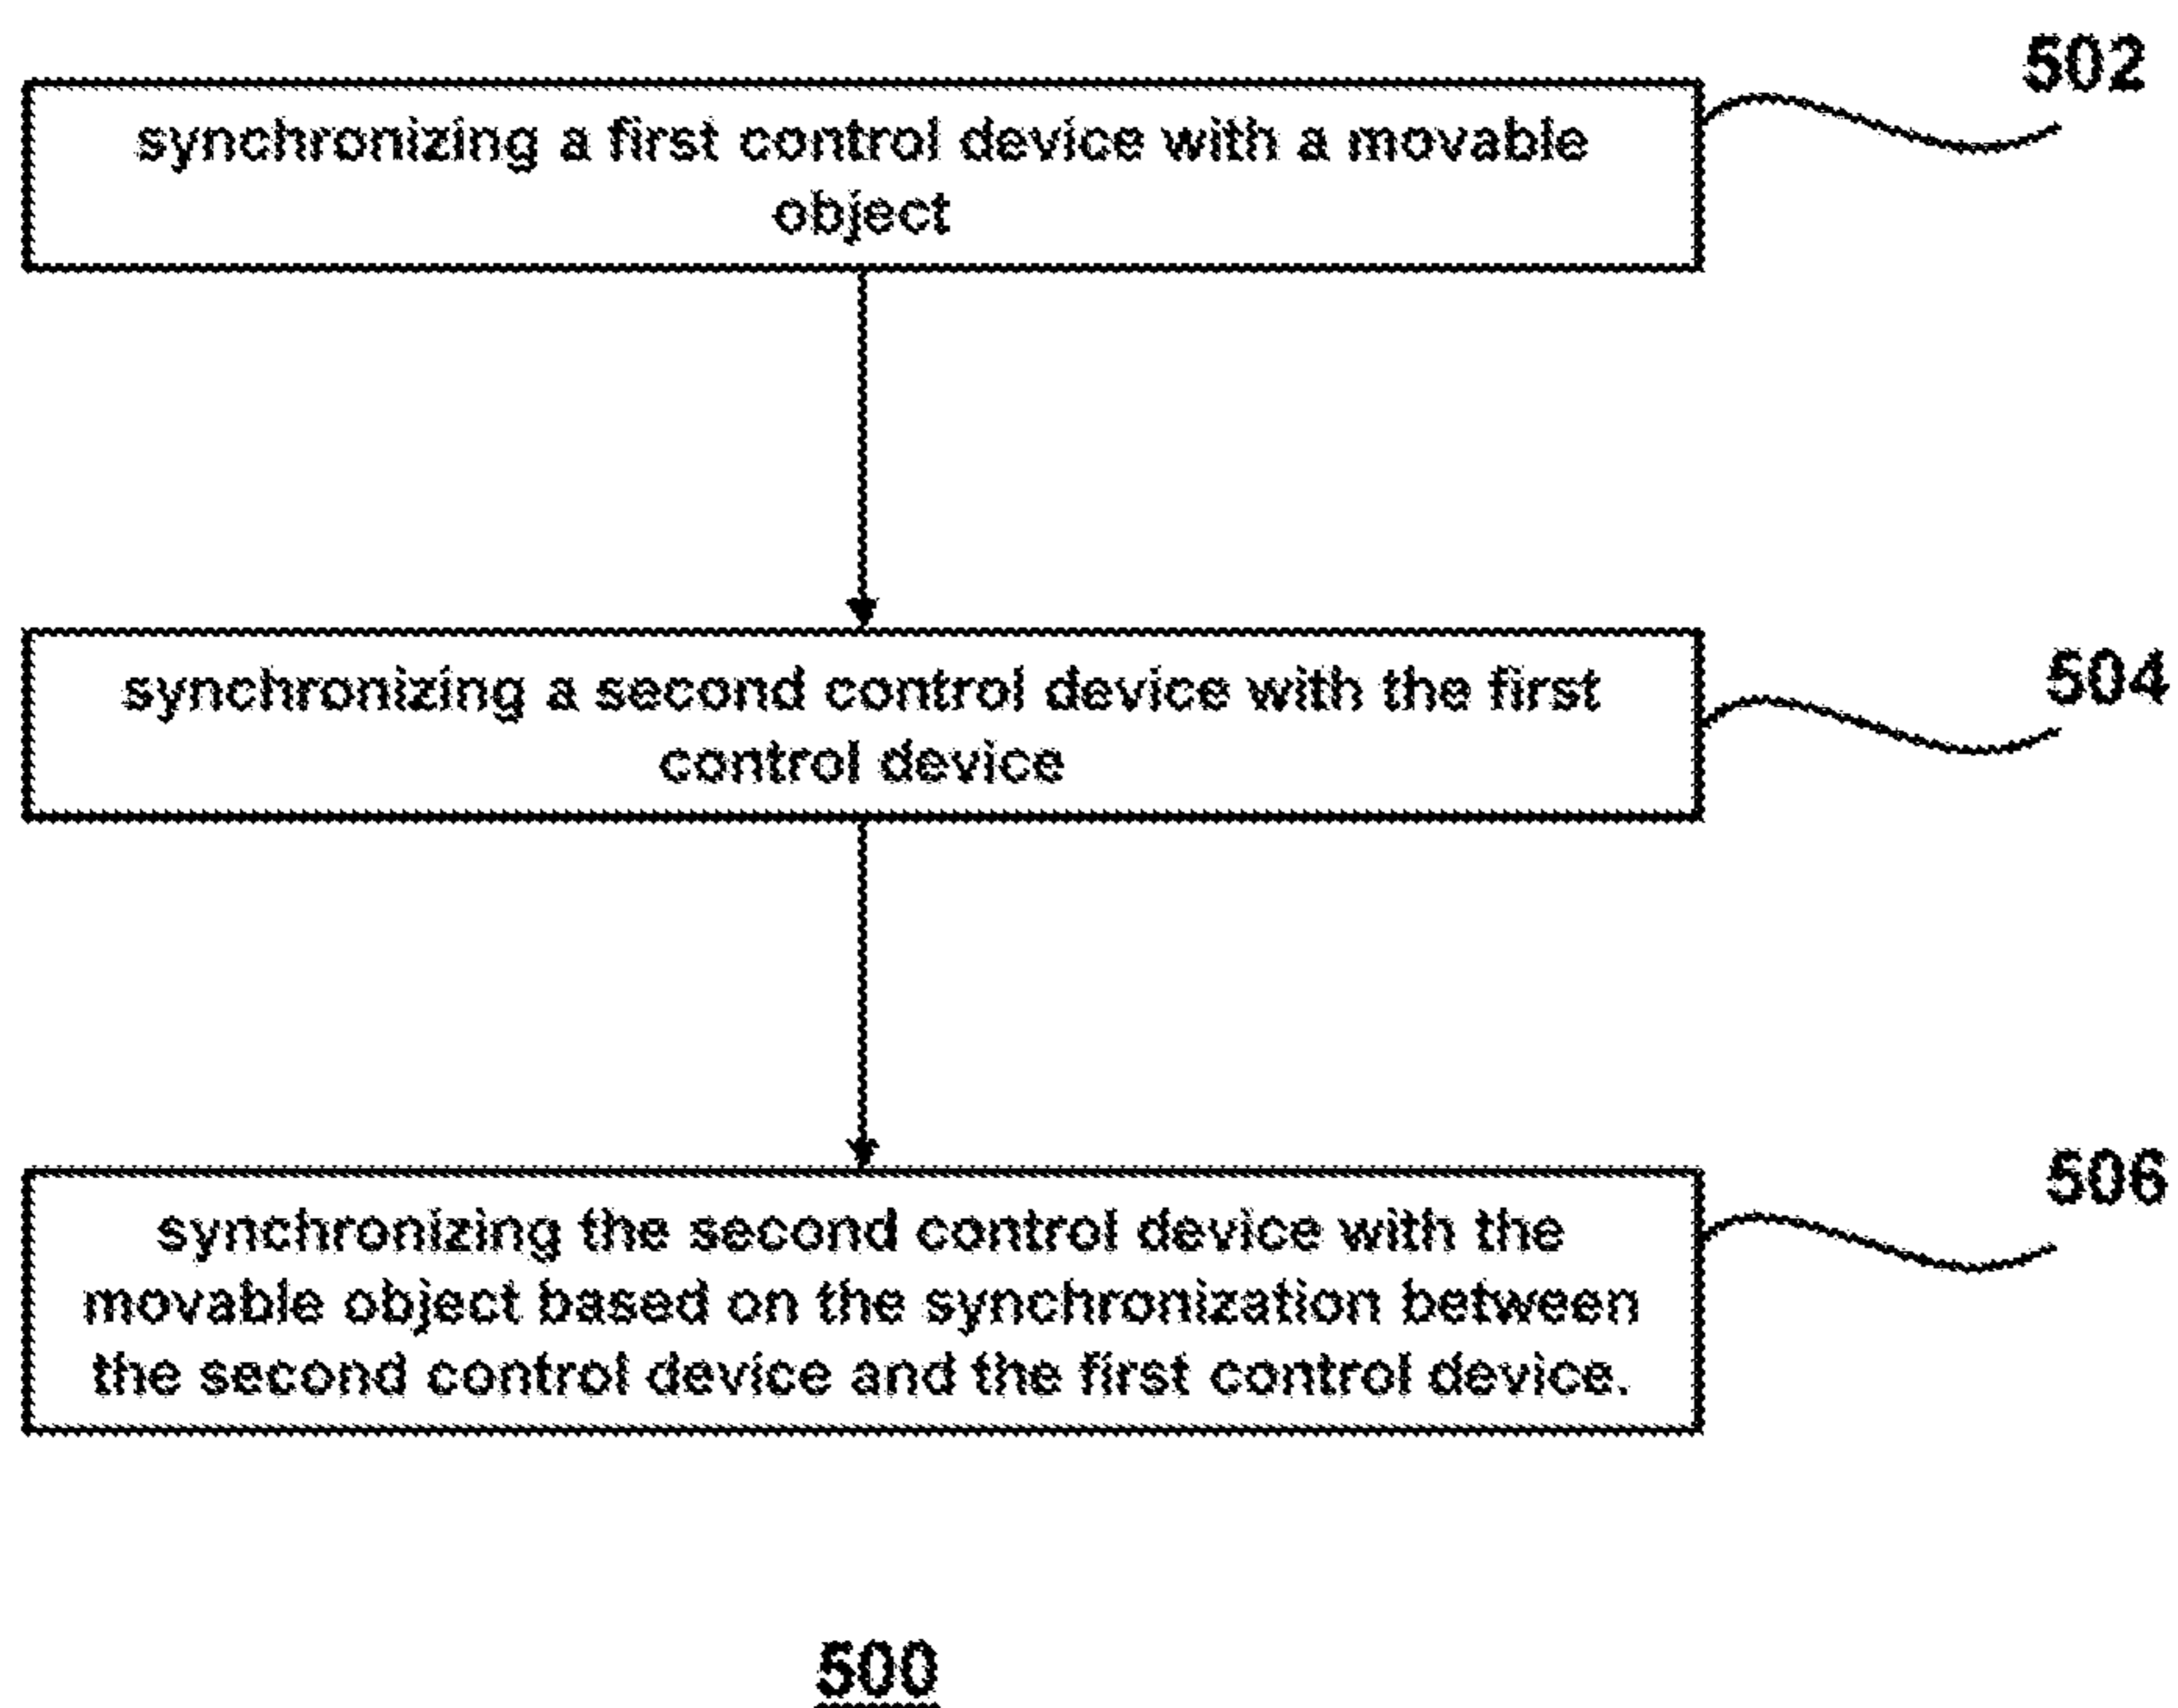 502
synchronizing a first control device with a movable
object
504
synchronizing a second control device with the first
control device
506
synchronizing the second control device with the
movable object based on the synchronization between
the second control device and the first control device.
500